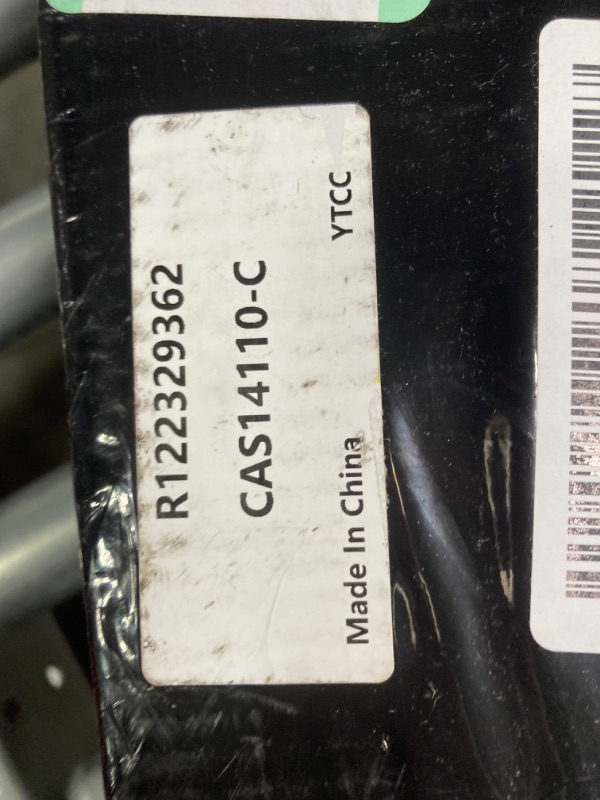 R122329362
CAS14110-C
Made In China YTCC